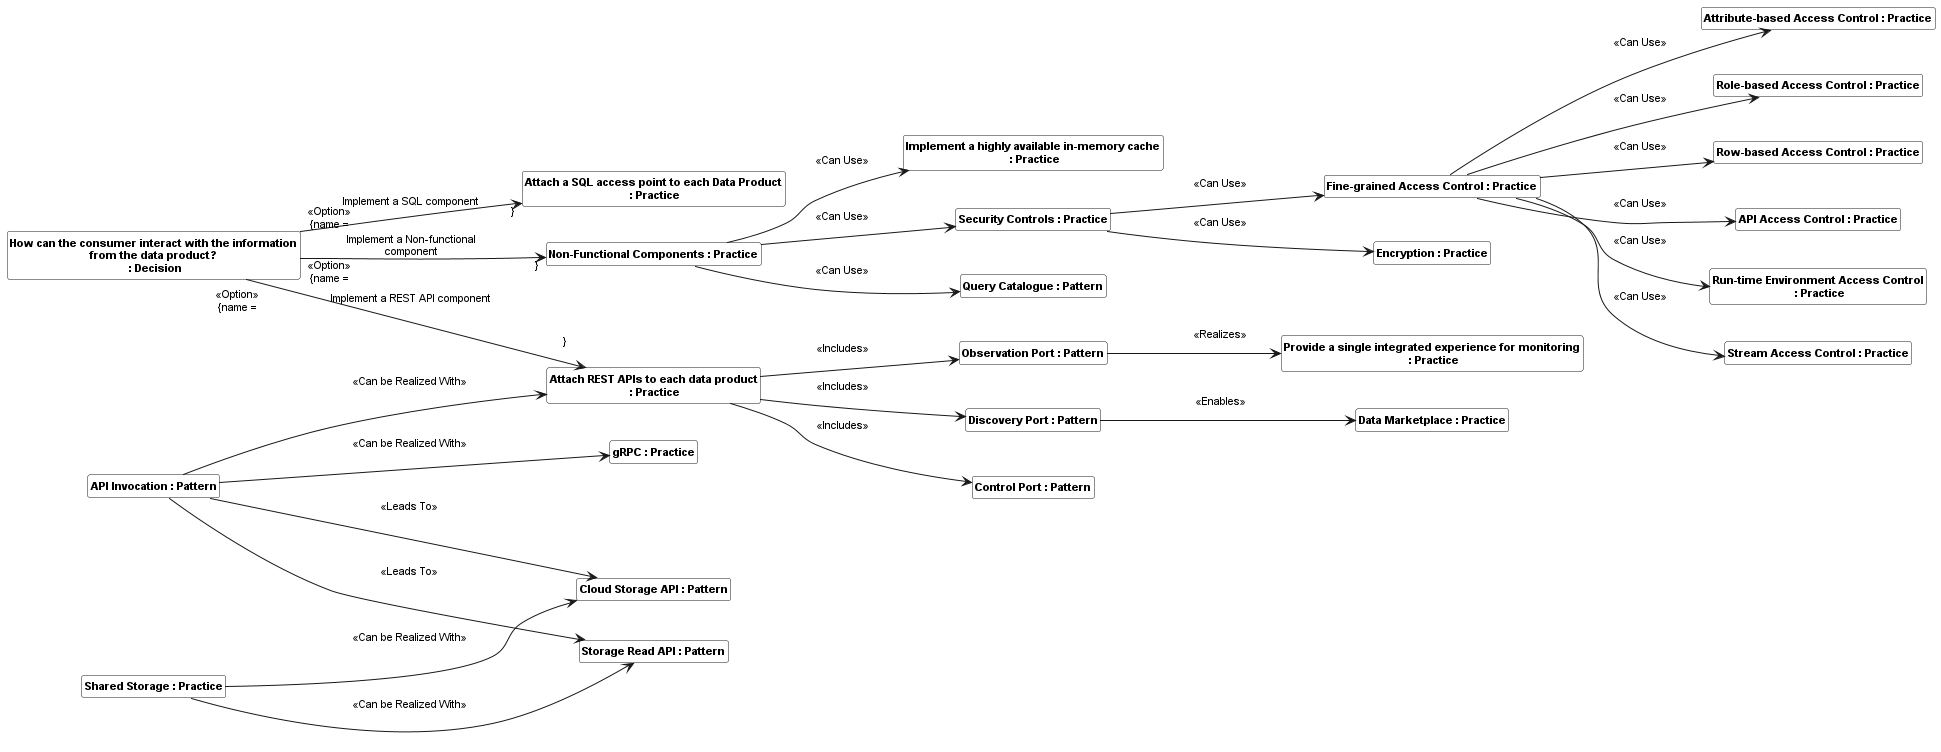 Attribute-based Access Control : Practice
«Can Use»
Role-based Access Control : Practice
«Can Use»
Implement a highly available in-memory cache
: Practice
«Can Use»
«Can Use»
Row-based Access Control : Practice
Attach a SQL access point to each Data Product
: Practice
Implement a SQL component
«Option»
{name =
}
«Can Use»
Fine-grained Access Control : Practice
«Can Use»
Security Controls : Practice
«Can Use»
API Access Control : Practice
«Can Use»
How can the consumer interact with the information
from the data product?
: Decision
Implement a Non-functional
component
«Option»
{name =
}
Non-Functional Components : Practice
«Can Use»
Encryption : Practice
«Can Use»
Run-time Environment Access Control
: Practice
«Can Use»
Query Catalogue : Pattern
«Option»
{name =
Implement a REST API component
}
«Can Use»
Stream Access Control : Practice
«Includes»
Observation Port : Pattern
«Realizes»
Provide a single integrated experience for monitoring
: Practice
Attach REST APIs to each data product
: Practice
«Can be Realized With»
«Includes»
Discovery Port : Pattern
«Enables»
Data Marketplace : Practice
«Includes»
Control Port : Pattern
«Can be Realized With»
gRPC : Practice
API Invocation : Pattern
«Leads To»
«Leads To»
Cloud Storage API : Pattern
«Can be Realized With»
Storage Read API : Pattern
Shared Storage : Practice
«Can be Realized With»